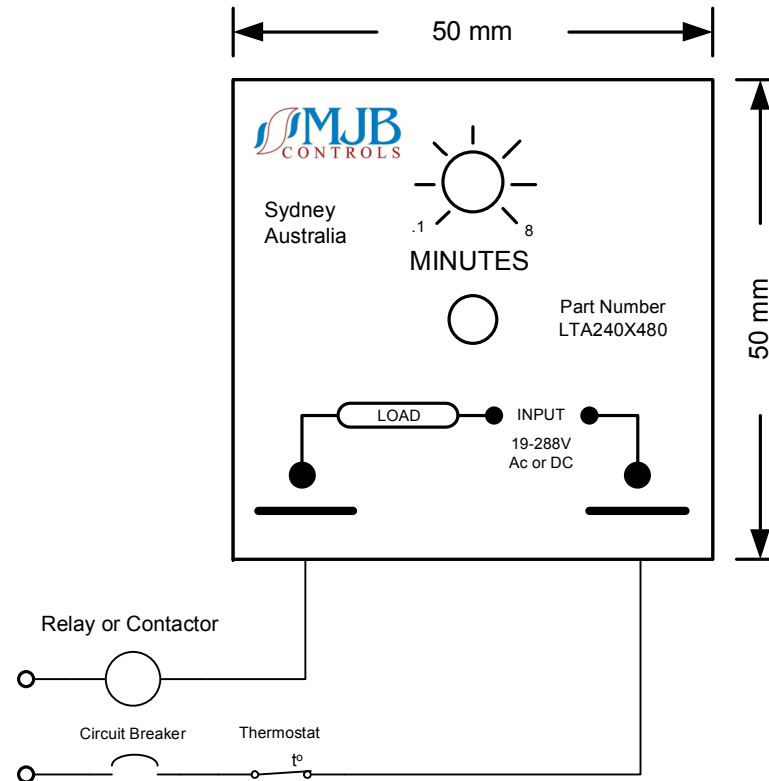 50 mm
MJB
CONTROLS
Sydney
Australia
.1
8
MINUTES
Part Number
LTA240X480
50 mm
LOAD
INPUT
19-288V
Ac or DC
Relay or Contactor
Circuit Breaker
Thermostat
tº